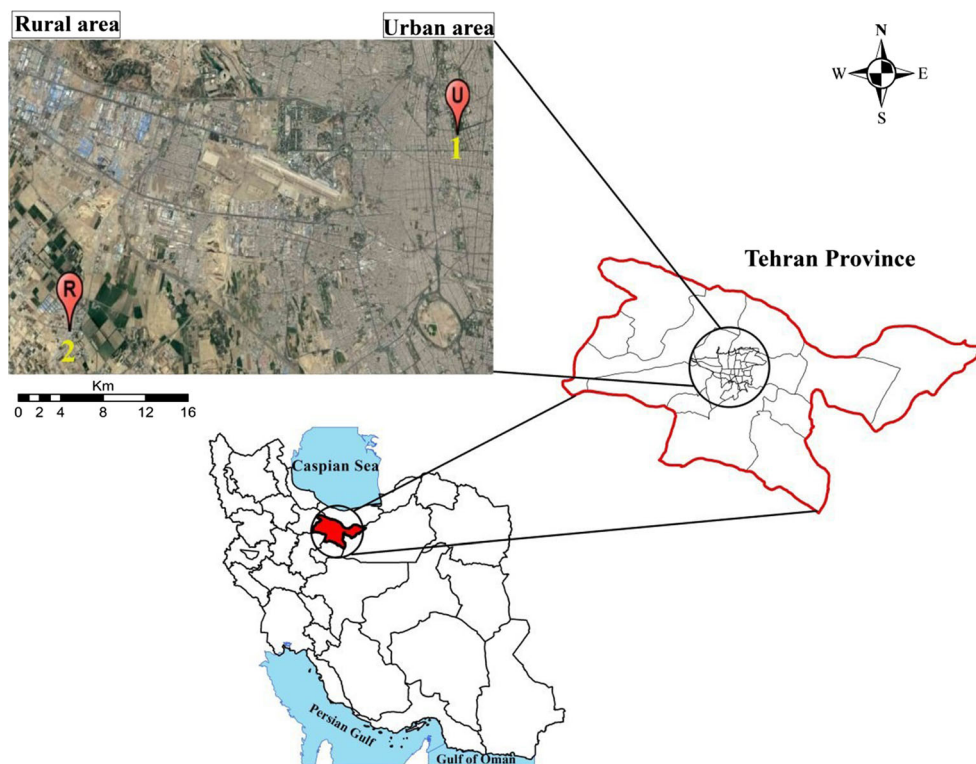 Rural area
Urban area
N
W
E
S
U
1
R
2
Tehran Province
Km
0 2 4 8 12 16
Caspian Sea
Persian Gulf
Gulf of Oman